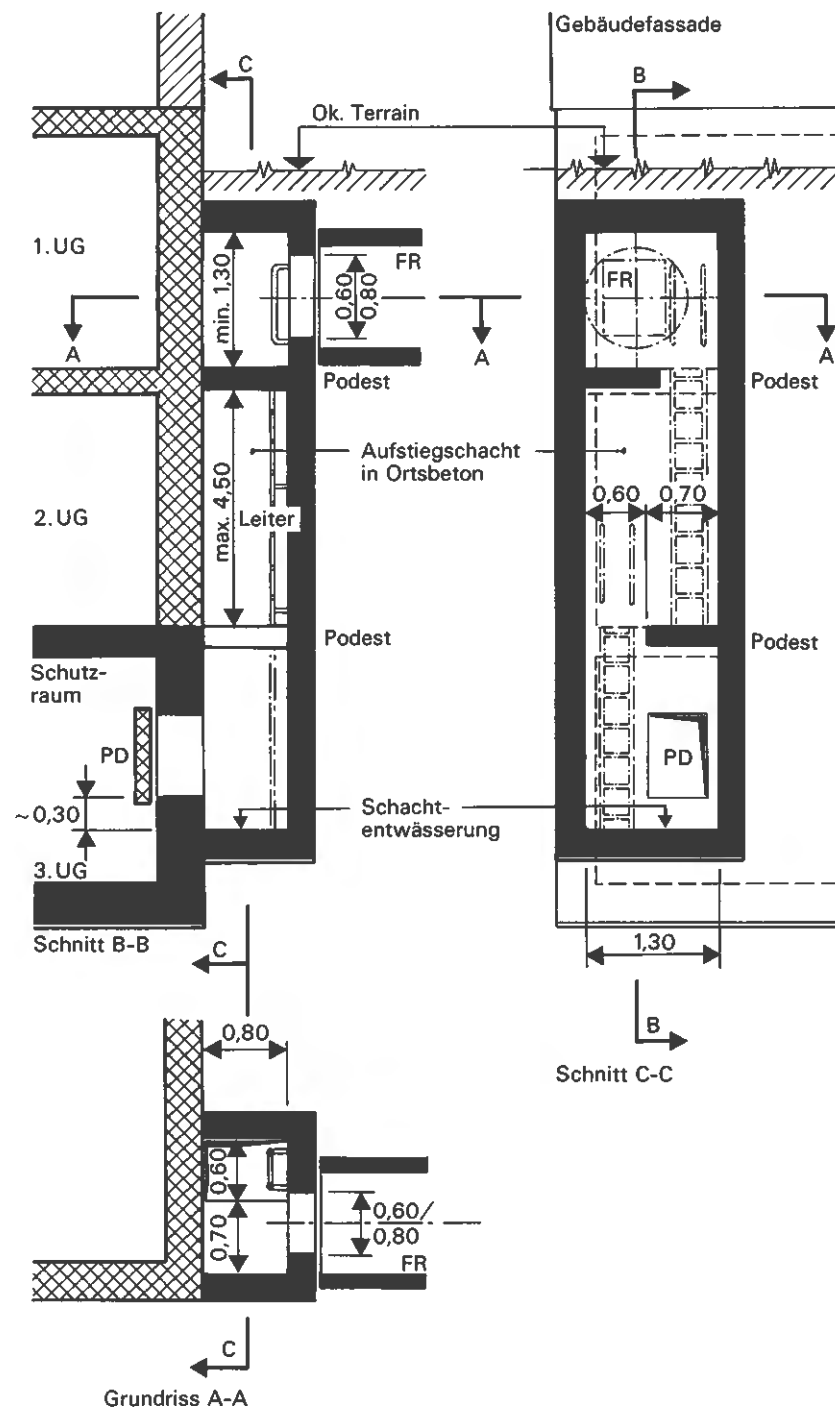 Gebäudefassade
C
B
Ok. Terrain
1. UG
min. 1,30
FR
0,60
0,80
FR
A
A
A
Podest
Podest
Aufstiegschacht
in Ortsbeton
2. UG
max. 4,50
Leiter
0,60
0,70
Podest
Podest
Schutz-
raum
PD
PD
~0,30
Schacht-
entwässerung
3. UG
Schnitt B-B
C
1,30
B
0,80
Schnitt C-C
0,60
0,70
0,60/
0,80
FR
C
Grundriss A-A